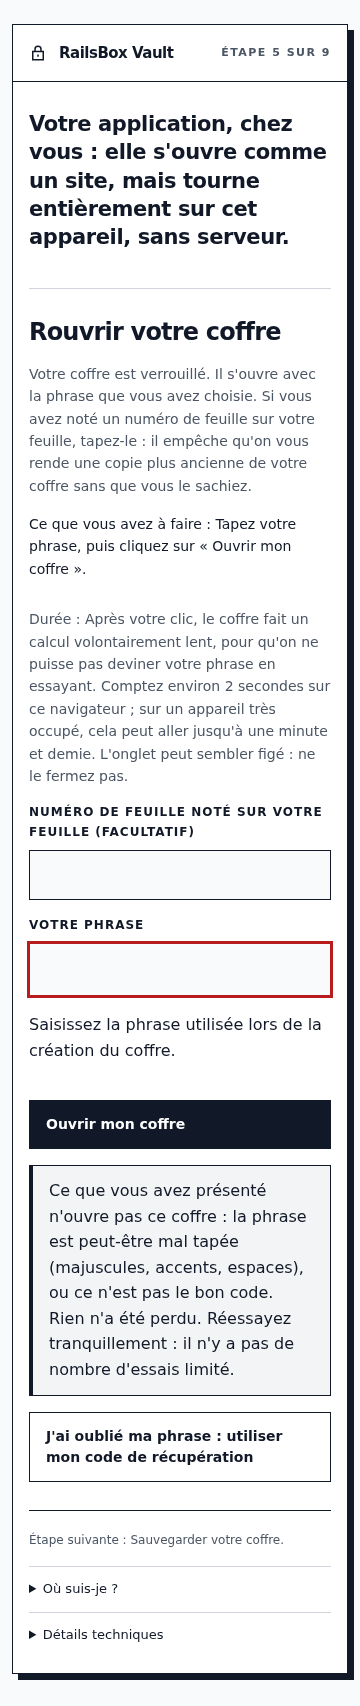 RailsBox Vault
ÉTAPE 5 SUR 9
Votre application, chez
vous : elle s'ouvre comme
un site, mais tourne
entièrement sur cet
appareil, sans serveur.
Rouvrir votre coffre
Votre coffre est verrouillé. Il s'ouvre avec
la phrase que vous avez choisie. Si vous
avez noté un numéro de feuille sur votre
feuille, tapez-le : il empêche qu'on vous
rende une copie plus ancienne de votre
coffre sans que vous le sachiez.
Ce que vous avez à faire : Tapez votre
phrase, puis cliquez sur « Ouvrir mon
coffre ».
Durée : Après votre clic, le coffre fait un
calcul volontairement lent, pour qu'on ne
puisse pas deviner votre phrase en
essayant. Comptez environ 2 secondes sur
ce navigateur ; sur un appareil très
occupé, cela peut aller jusqu'à une minute
et demie. L'onglet peut sembler figé : ne
le fermez pas.
NUMÉRO DE FEUILLE NOTÉ SUR VOTRE
FEUILLE (FACULTATIF)
VOTRE PHRASE
Saisissez la phrase utilisée lors de la
création du coffre.
Ouvrir mon coffre
Ce que vous avez présenté
n'ouvre pas ce coffre : la phrase
est peut-être mal tapée
(majuscules, accents, espaces),
ou ce n'est pas le bon code.
Rien n'a été perdu. Réessayez
tranquillement : il n'y a pas de
nombre d'essais limité.
J'ai oublié ma phrase : utiliser
mon code de récupération
Étape suivante : Sauvegarder votre coffre.
Où suis-je ?
Détails techniques